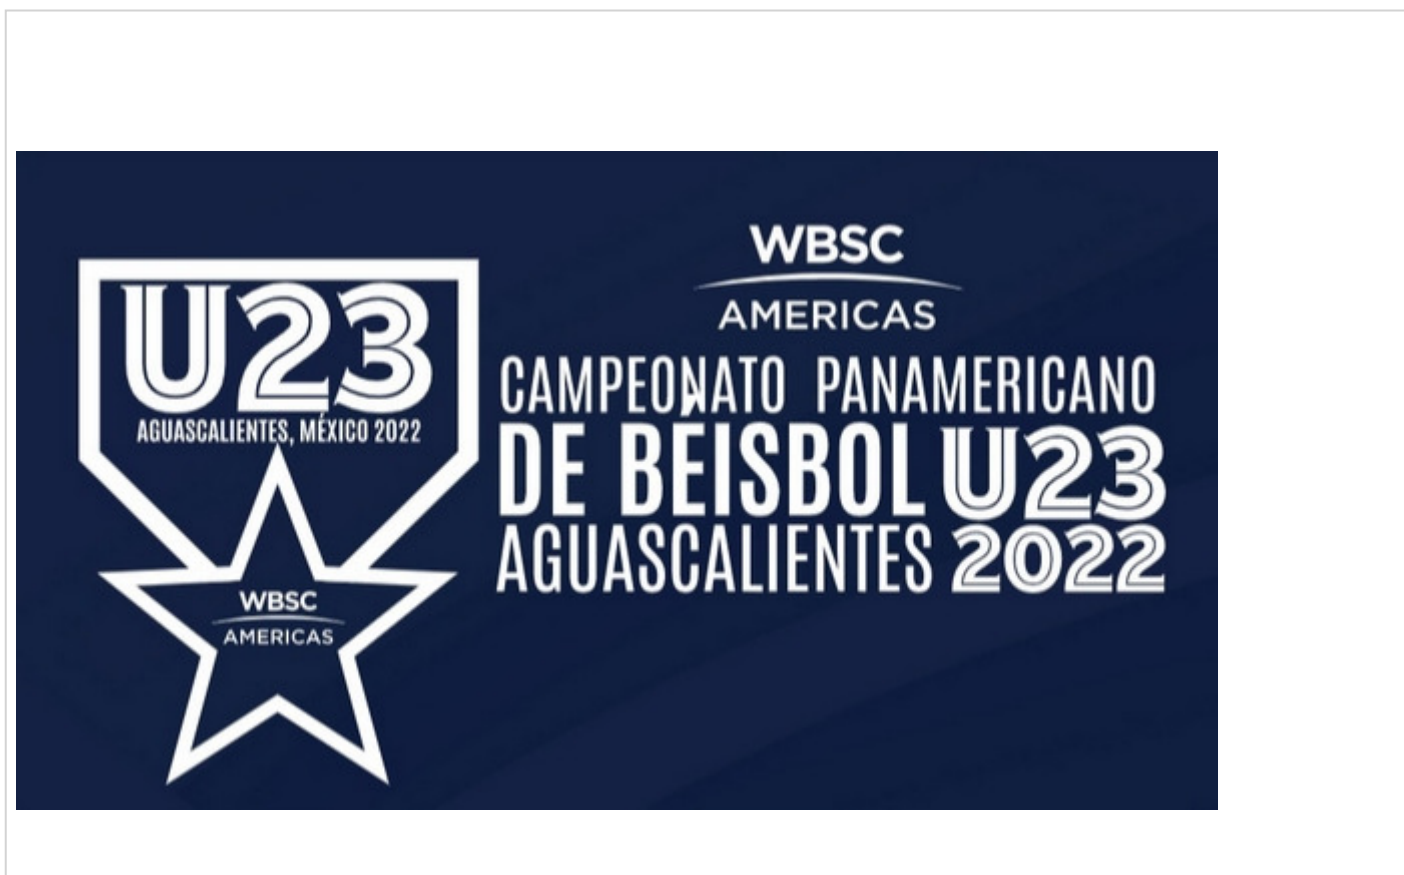 U23
AGUASCALIENTES, MÉXICO 2022
WBSC
AMERICAS
WBSC
AMERICAS
CAMPEONATO PANAMERICANO
DE BÉISBOL U23
AGUASCALIENTES 2022